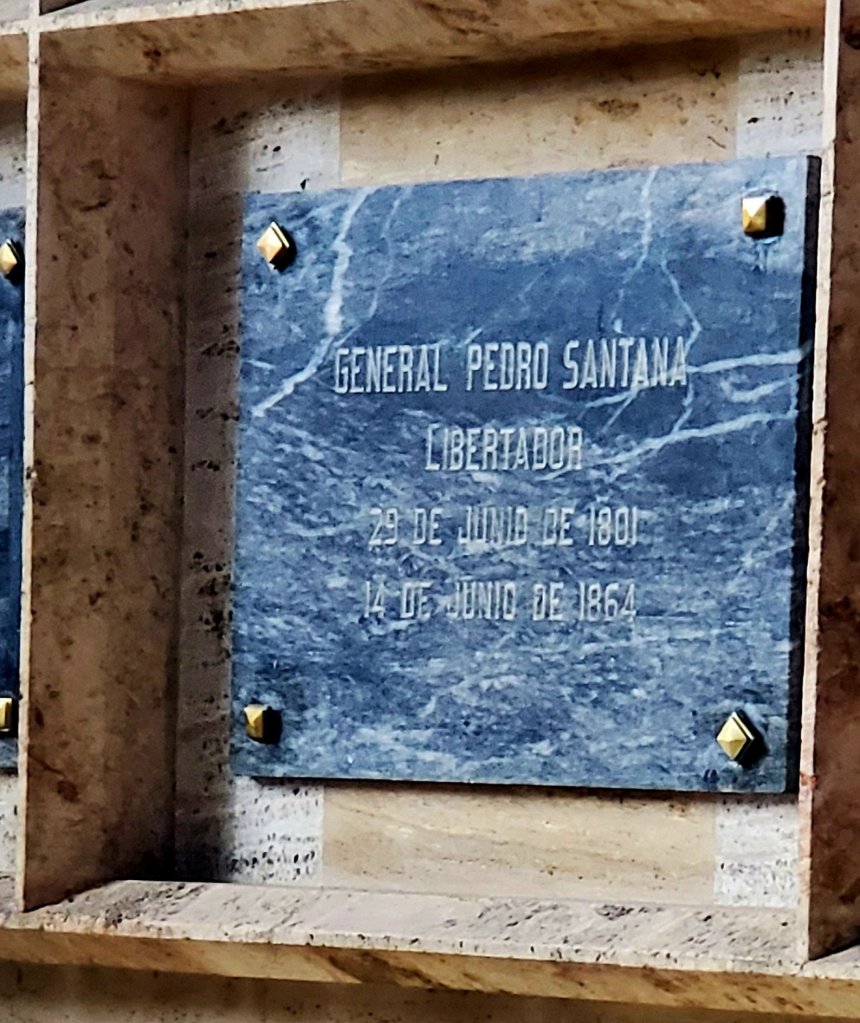 GENERAL PEDRO SANTANA
LIBERTADOR
29 DE JUNIO DE 1801
14 DE JUNIO DE 1864